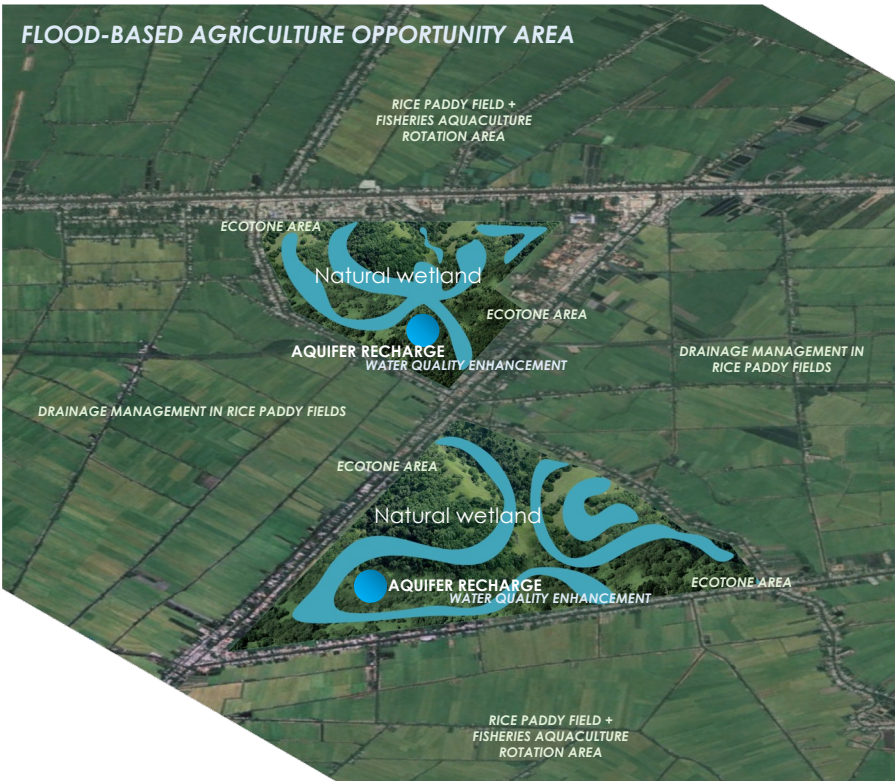 FLOOD-BASED AGRICULTURE OPPORTUNITY AREA
RICE PADDY FIELD +
FISHERIES AQUACULTURE
ROTATION AREA
ECOTONE AREA
Natural wetland
ECOTONE AREA
AQUIFER RECHARGE
WATER QUALITY ENHANCEMENT
DRAINAGE MANAGEMENT IN
RICE PADDY FIELDS
DRAINAGE MANAGEMENT IN RICE PADDY FIELDS
ECOTONE AREA
Natural wetland
AQUIFER RECHARGE
WATER QUALITY ENHANCEMENT
ECOTONE AREA
RICE PADDY FIELD +
FISHERIES AQUACULTURE
ROTATION AREA